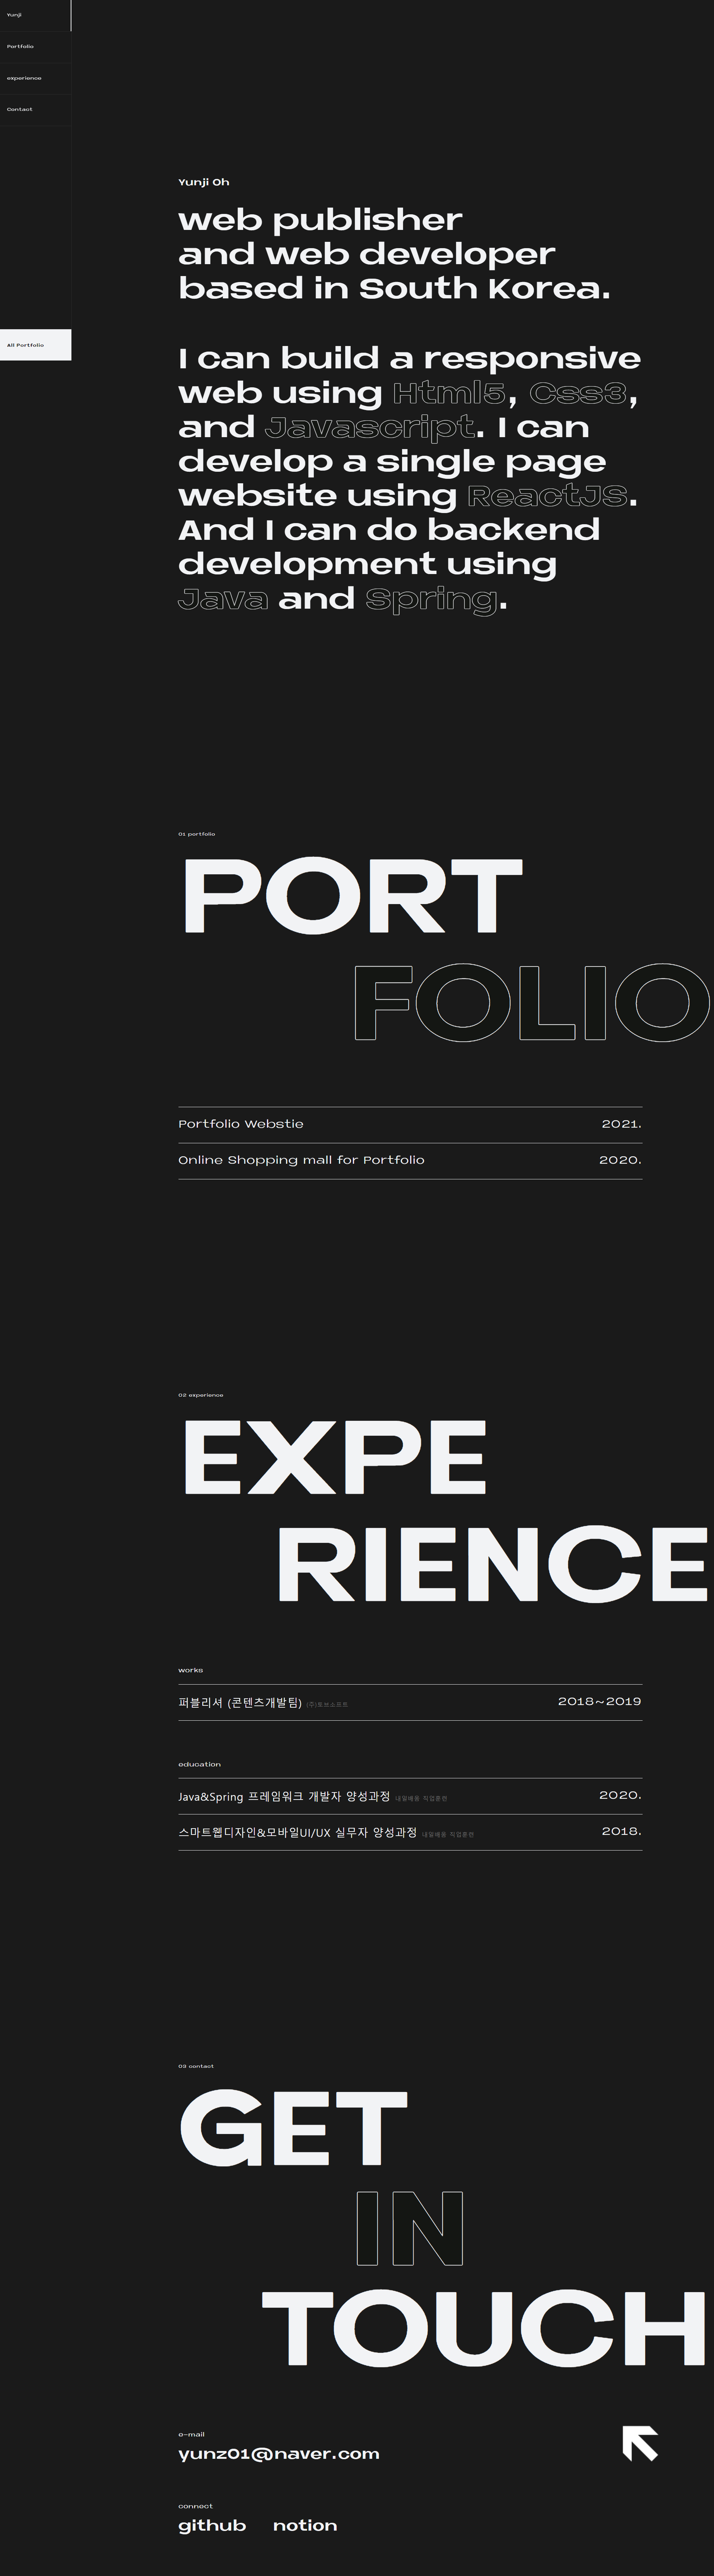 Yunji
Portfolio
experience
Contact
All Portfolio
Yunji Oh
web publisher
and web developer
based in South Korea.
I can build a responsive
web using Html5, Css3,
and Javascript. I can
develop a single page
website using ReactJS.
And I can do backend
development using
Java and Spring.
01 portfolio
PORT
FOLIO
Portfolio Webstie 2021.
Online Shopping mall for Portfolio 2020.
02 experience
EXPE
RIENCE
works
퍼블리셔 (콘텐츠개발팀) 2018~2019
education
Java&Spring 프레임워크 개발자 양성과정 내일배움 직업훈련 2020.
스마트웹디자인&모바일UI/UX 실무자 양성과정 내일배움 직업훈련 2018.
03 contact
GET
IN
TOUCH
e-mail
yunz01@naver.com
connect
github notion